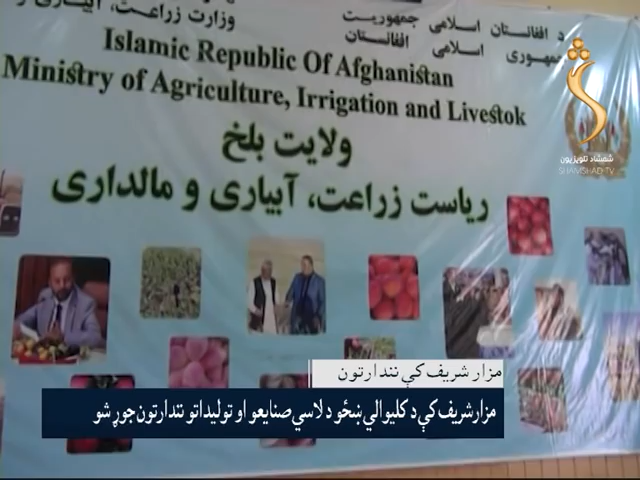 د افغانستان اسلامي جمهوريت
جمهوری اسلامی افغانستان
وزارت زراعت، آبیاری و
Islamic Republic Of Afghanistan
Ministry of Agriculture, Irrigation and Livestok
ولایت بلخ
ریاست زراعت، آبیاری و مالداری
شمشاد تلویزیون
SHAMSHAD TV
مزار شریف کې نندارتون
مزارشریف کې د کلیوالي ښځو د لاسي صنایعو او تولیداتو نندارتون جوړ شو